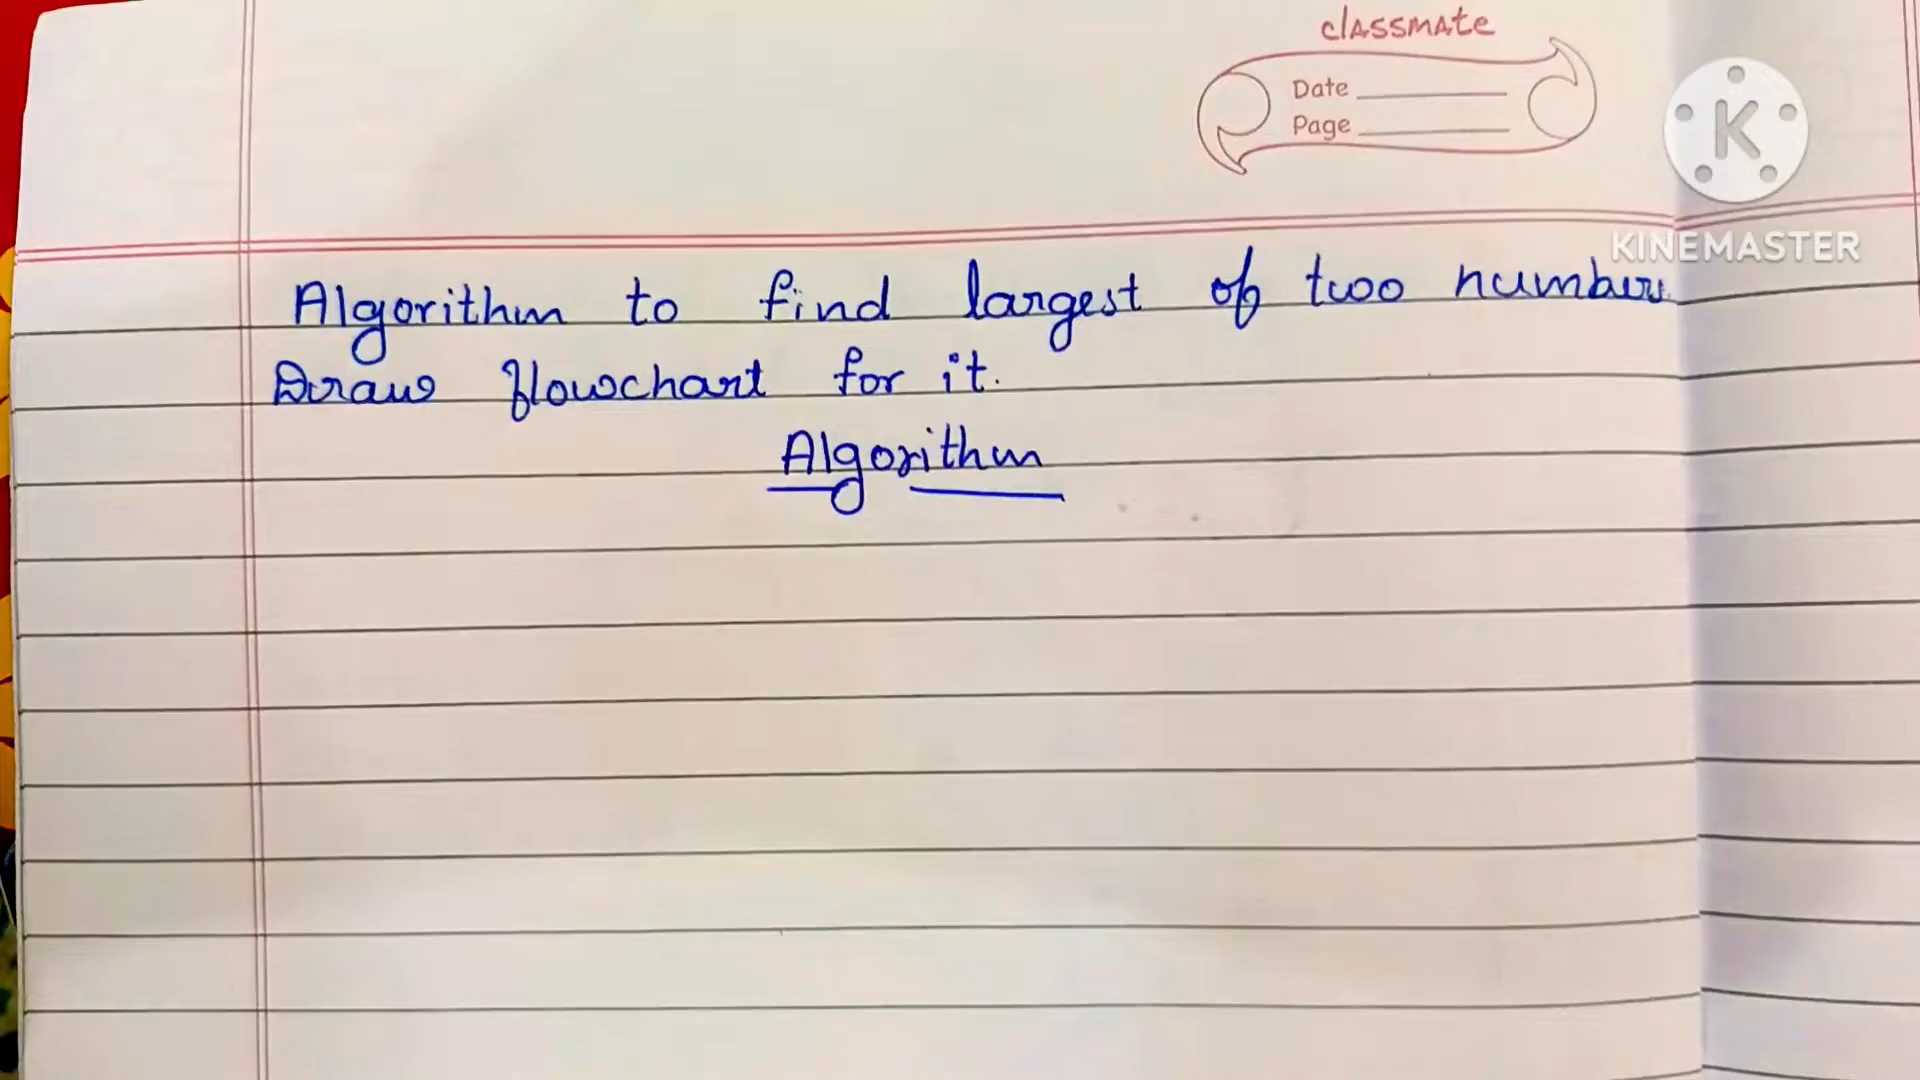 classmate
Date
Page
KINEMASTER
Algorithm to find largest of two numbers.
Draw flowchart for it.
Algorithm